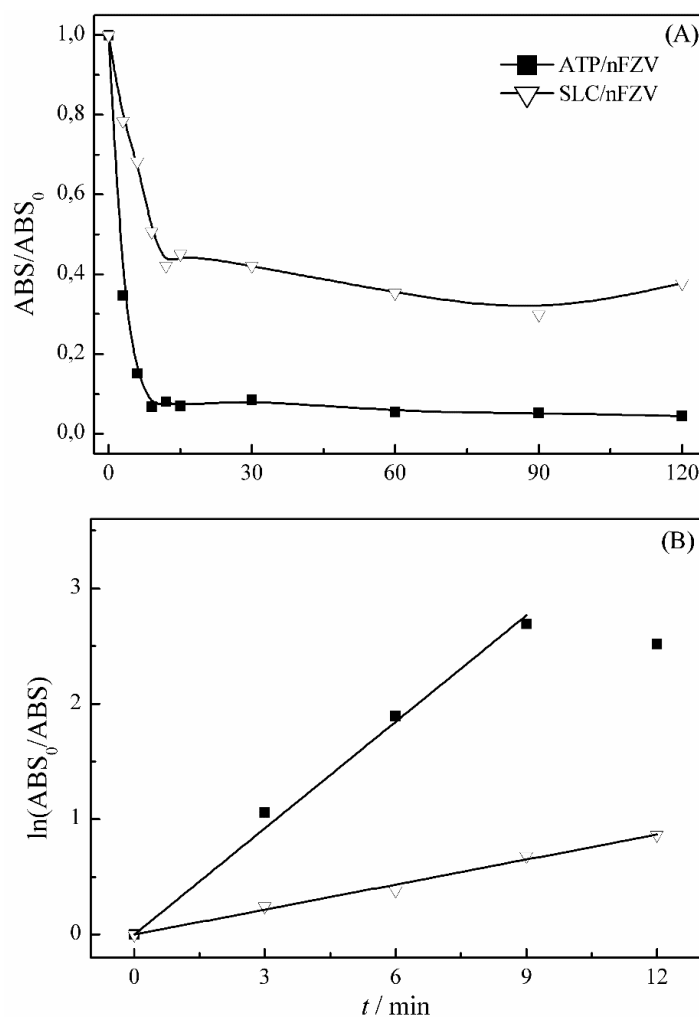 (A)
ATP/nFZV
SLC/nFZV
1,0
0,8
0,6
0,4
0,2
0,0
ABS/ABS₀
0 30 60 90 120
(B)
3
2
1
0
ln(ABS₀/ABS)
0 3 6 9 12
t / min